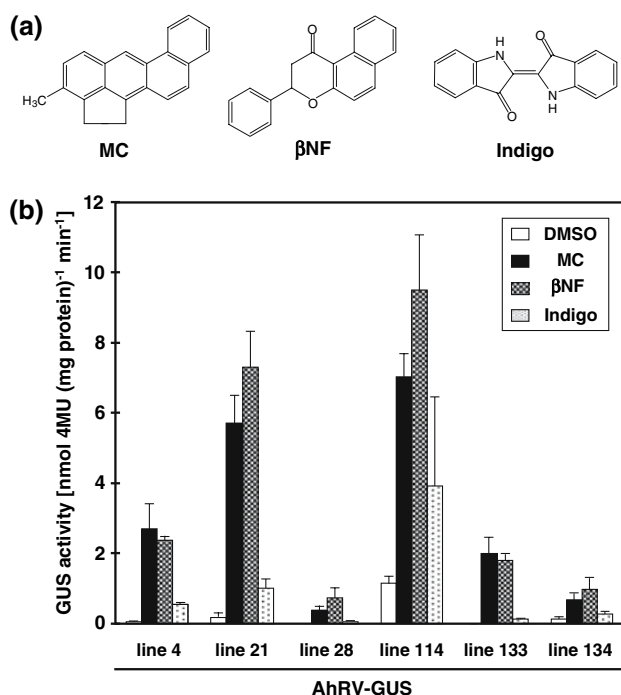 (a)
O
H
N
O
H₃C
O
O
N
H
MC
βNF
Indigo
(b)
12
10
8
6
4
2
0
GUS activity [nmol 4MU (mg protein)⁻¹ min⁻¹]
DMSO
MC
βNF
Indigo
line 4 line 21 line 28 line 114 line 133 line 134
AhRV-GUS